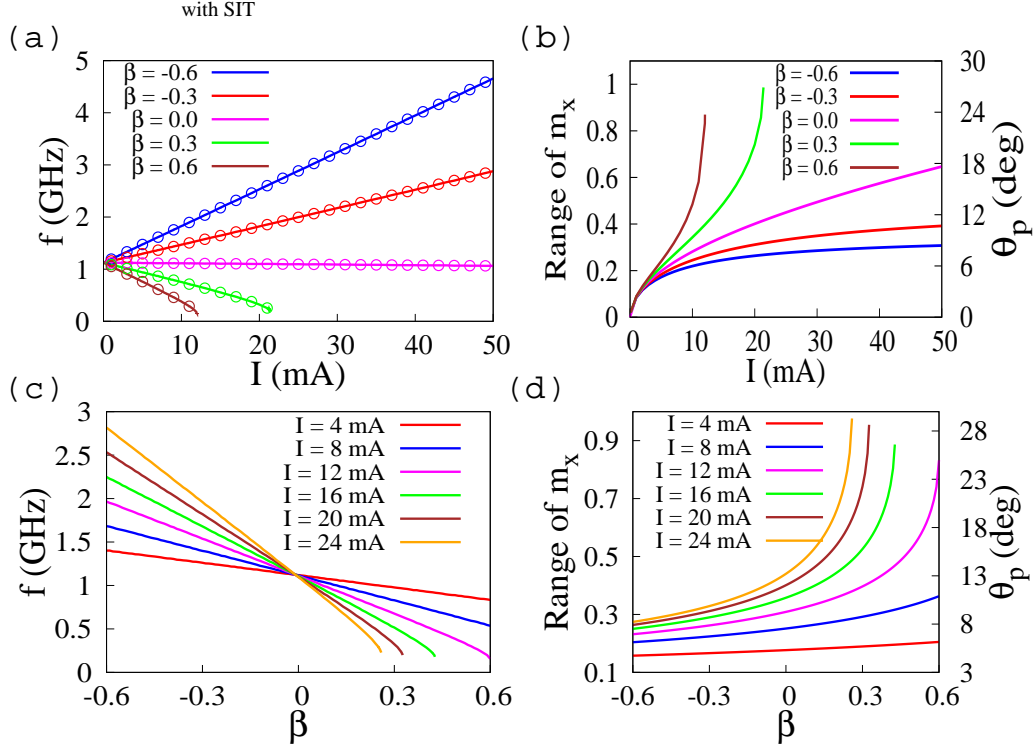 with SIT
(a)
f (GHz)
5
4
3
2
1
0
β = -0.6
β = -0.3
β = 0.0
β = 0.3
β = 0.6
0 10 20 30 40 50
I (mA)
(b)
Range of m_x
1
0.8
0.6
0.4
0.2
0
β = -0.6
β = -0.3
β = 0.0
β = 0.3
β = 0.6
30
24
18
12
6
0
θ_p (deg)
0 10 20 30 40 50
I (mA)
(c)
f (GHz)
3
2.5
2
1.5
1
0.5
0
I = 4 mA
I = 8 mA
I = 12 mA
I = 16 mA
I = 20 mA
I = 24 mA
-0.6 -0.3 0 0.3 0.6
β
(d)
Range of m_x
0.9
0.7
0.5
0.3
0.1
I = 4 mA
I = 8 mA
I = 12 mA
I = 16 mA
I = 20 mA
I = 24 mA
28
23
18
13
8
3
θ_p (deg)
-0.6 -0.3 0 0.3 0.6
β